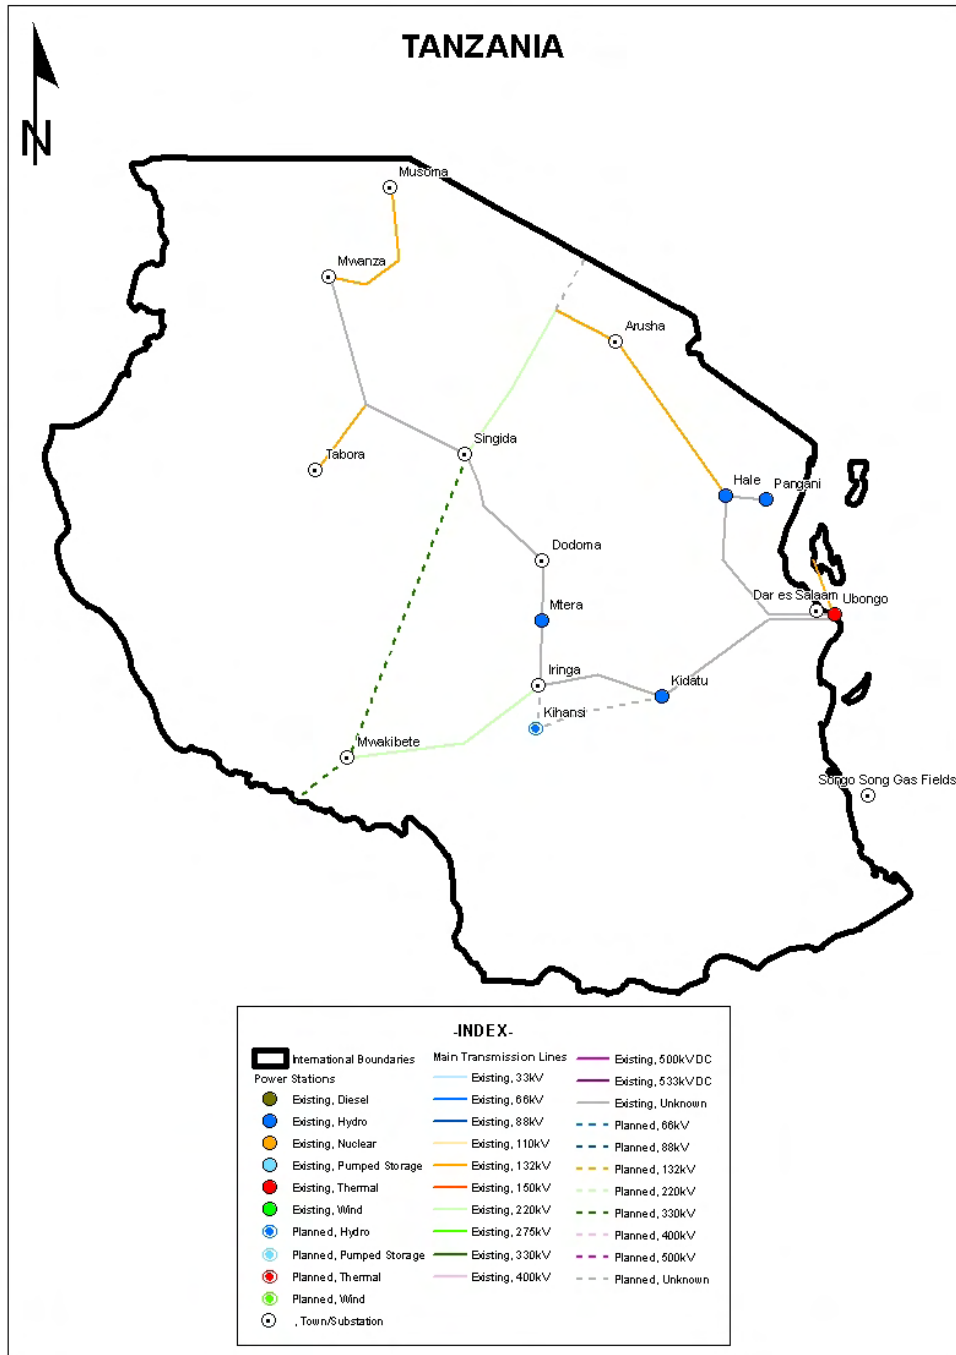 TANZANIA
N
Musoma
Mwanza
Arusha
Singida
Tabora
Hale
Pangani
Dodoma
Dar es Salaam
Ubongo
Mtera
Iringa
Kidatu
Kihansi
Mwakibete
Songo Song Gas Fields
-INDEX-
International Boundaries
Power Stations
Existing, Diesel
Existing, Hydro
Existing, Nuclear
Existing, Pumped Storage
Existing, Thermal
Existing, Wind
Planned, Hydro
Planned, Pumped Storage
Planned, Thermal
Planned, Wind
, Town/Substation
Main Transmission Lines
Existing, 33kV
Existing, 66kV
Existing, 88kV
Existing, 110kV
Existing, 132kV
Existing, 150kV
Existing, 220kV
Existing, 275kV
Existing, 330kV
Existing, 400kV
Existing, 500kV DC
Existing, 533kV DC
Existing, Unknown
Planned, 66kV
Planned, 88kV
Planned, 132kV
Planned, 220kV
Planned, 330kV
Planned, 400kV
Planned, 500kV
Planned, Unknown